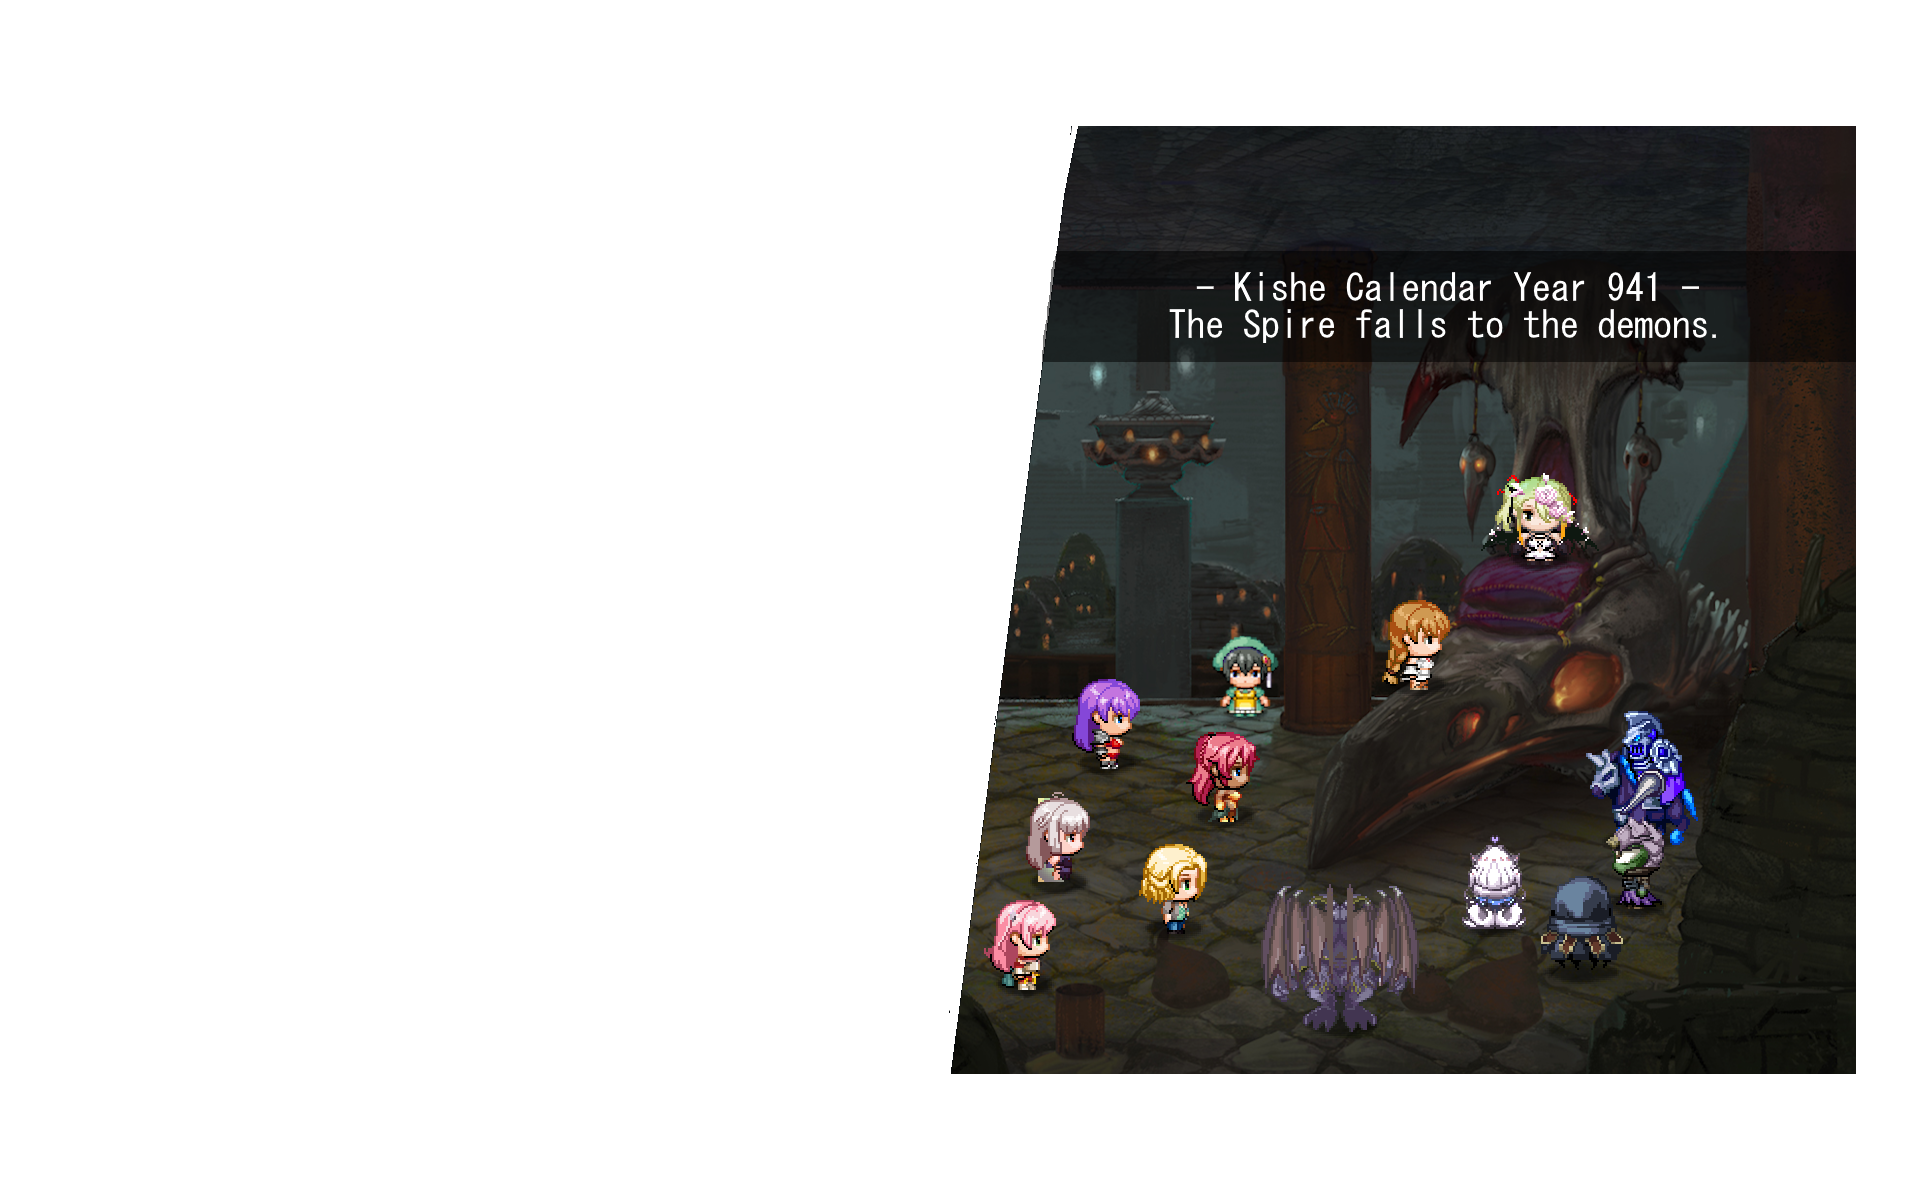 – Kishe Calendar Year 941 –
The Spire falls to the demons.